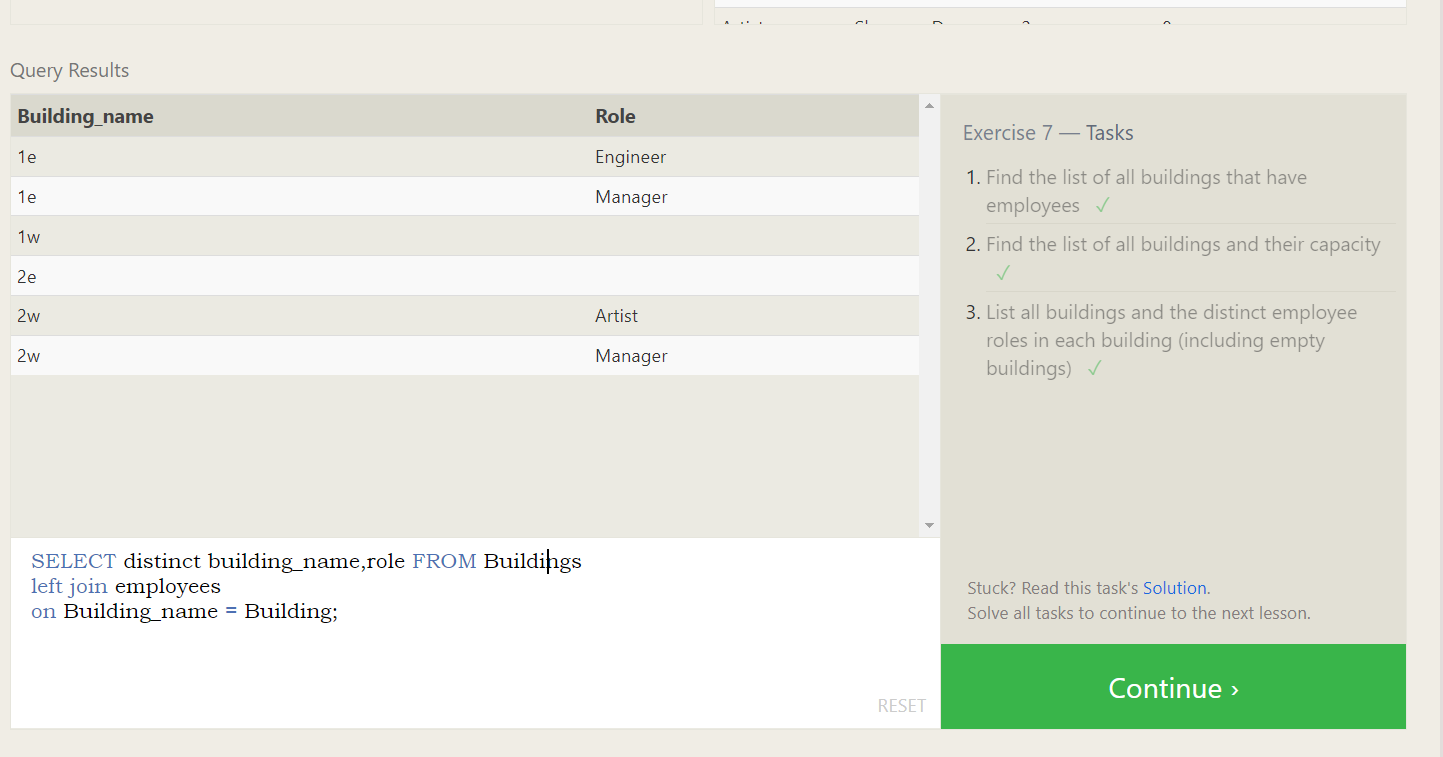 Query Results
Building_name Role
1e Engineer
1e Manager
1w
2e
2w Artist
2w Manager
SELECT distinct building_name,role FROM Buildings
left join employees
on Building_name = Building;
RESET
Exercise 7 — Tasks
1. Find the list of all buildings that have
employees ✓
2. Find the list of all buildings and their capacity
✓
3. List all buildings and the distinct employee
roles in each building (including empty
buildings) ✓
Stuck? Read this task's Solution.
Solve all tasks to continue to the next lesson.
Continue ›